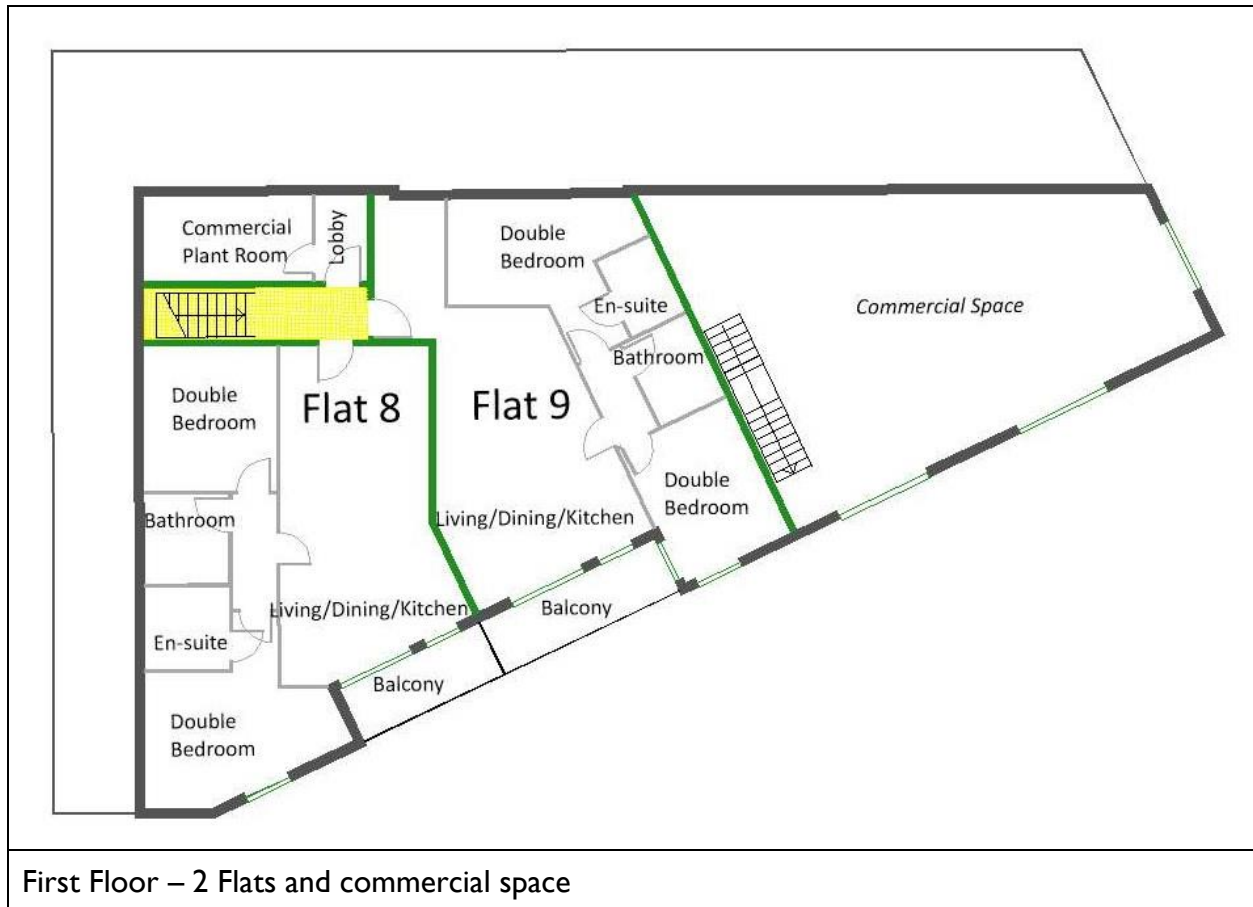 Commercial
Plant Room
Lobby
Double
Bedroom
En-suite
Commercial Space
Bathroom
Double
Bedroom
Flat 8
Flat 9
Double
Bedroom
Bathroom
Living/Dining/Kitchen
Living/Dining/Kitchen
Balcony
En-suite
Balcony
Double
Bedroom
First Floor – 2 Flats and commercial space